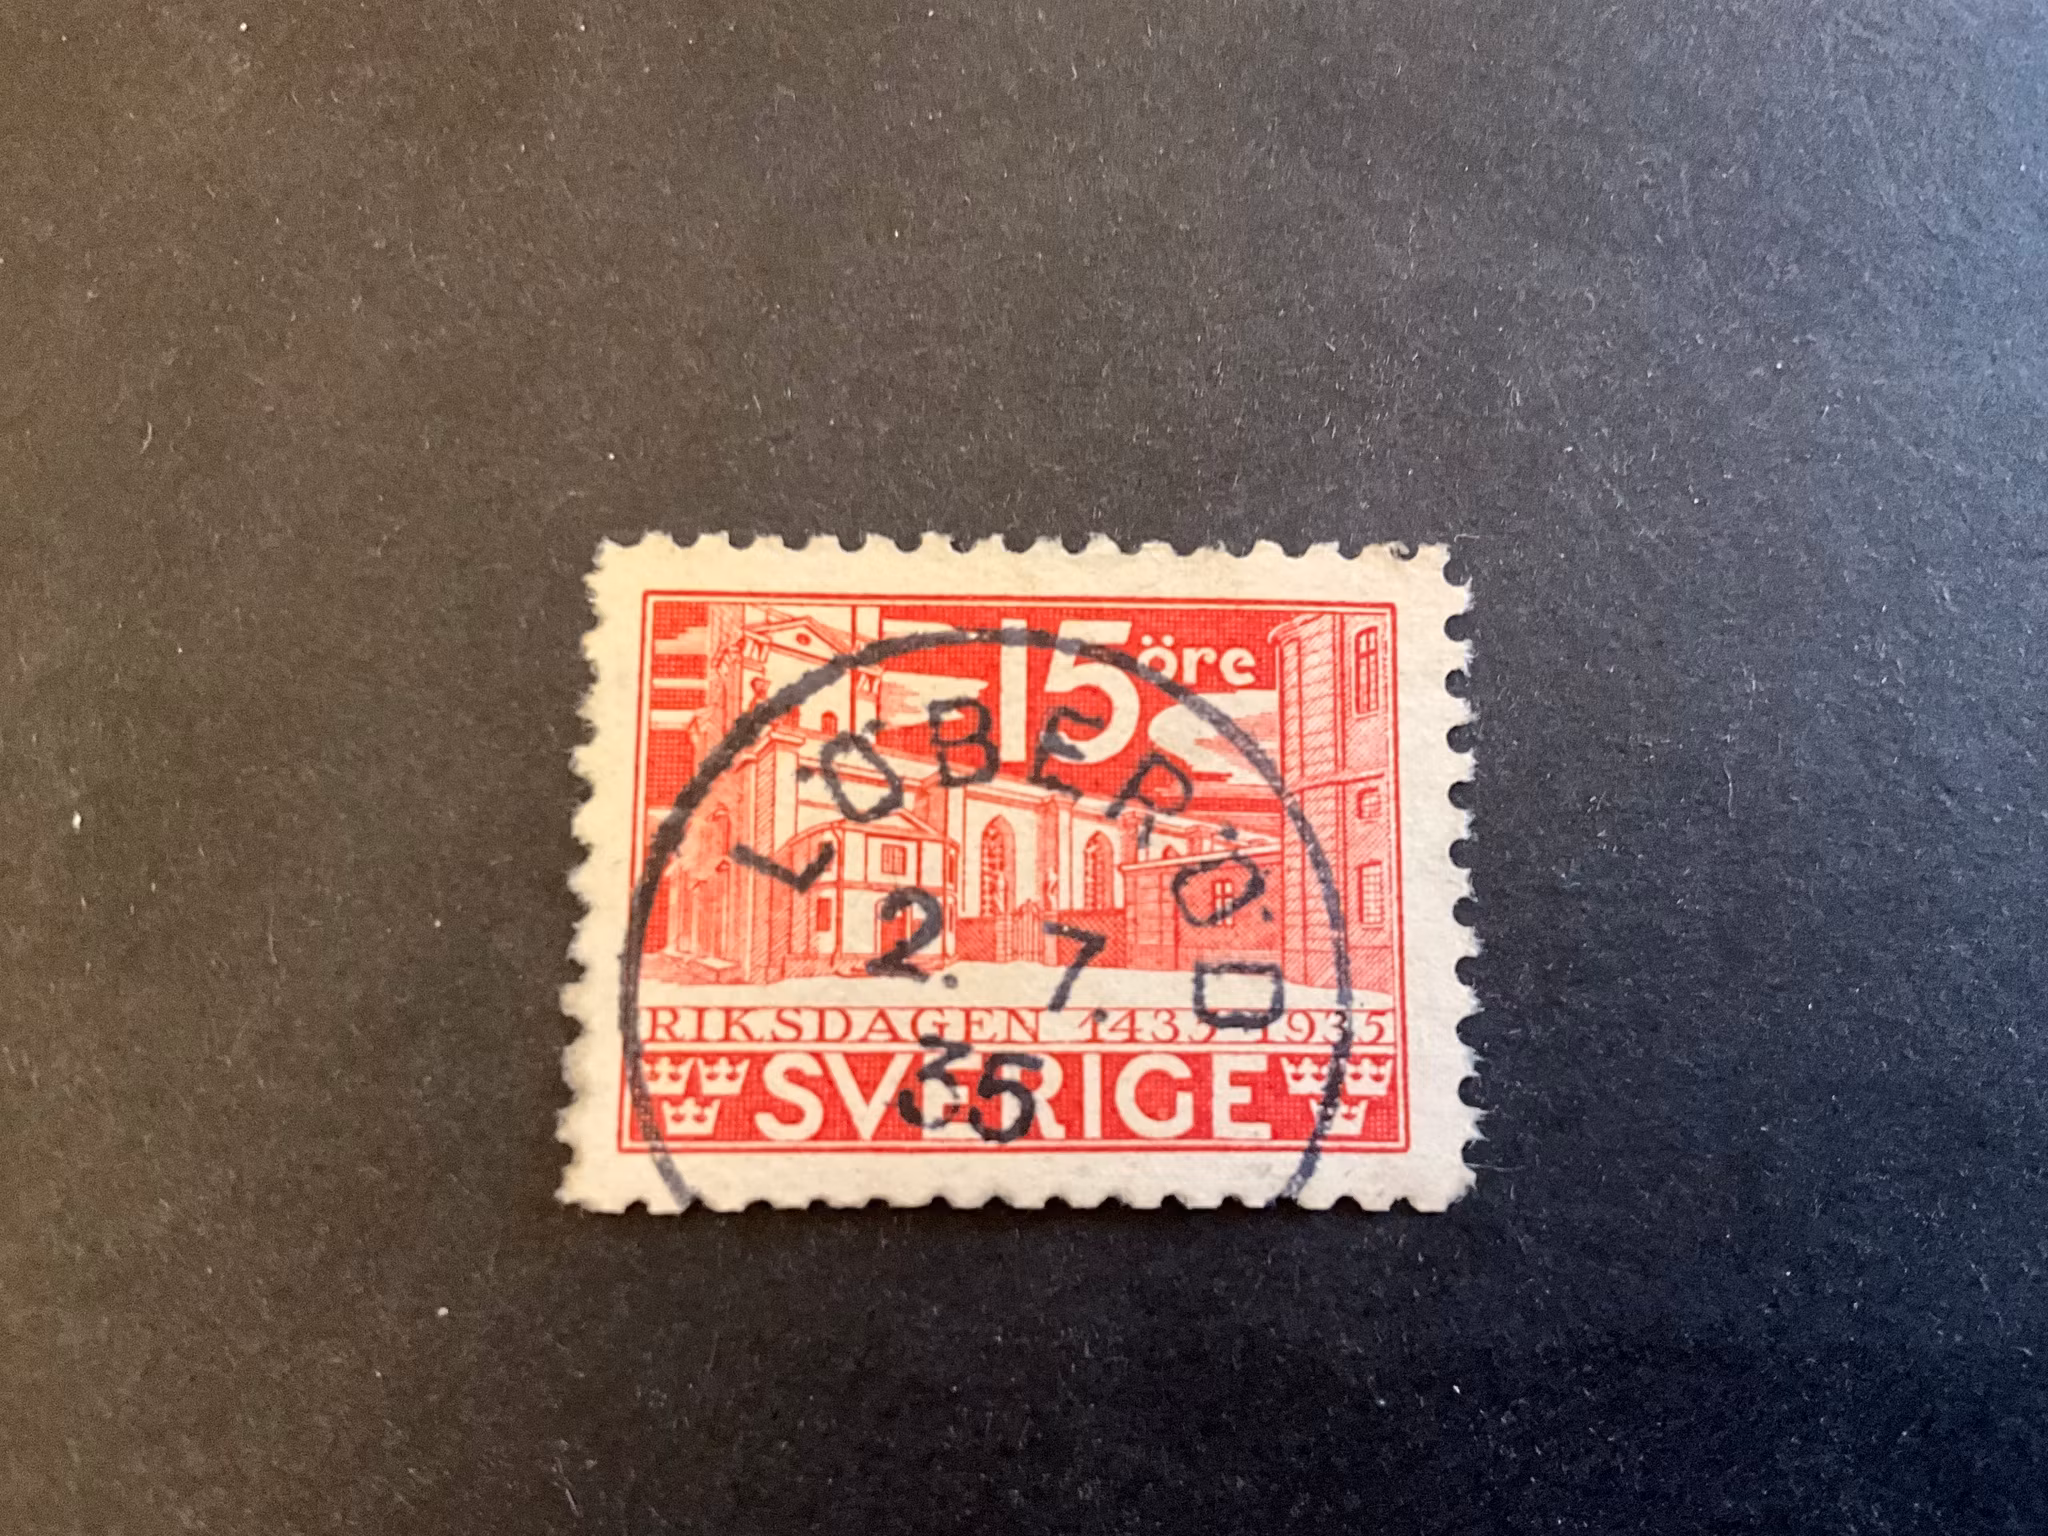 15 öre
LÖBERÖD
2. 7.
35
RIKSDAGEN 1435-1935
SVERIGE